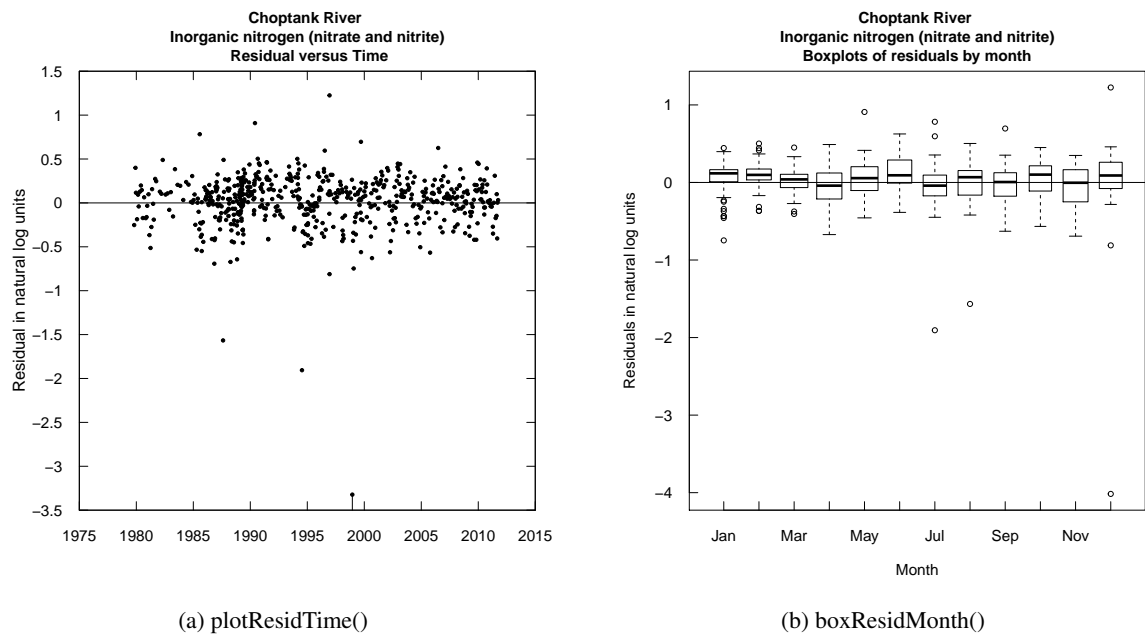 Choptank River
Inorganic nitrogen (nitrate and nitrite)
Residual versus Time
Residual in natural log units
1.5
1
0.5
0
−0.5
−1
−1.5
−2
−2.5
−3
−3.5
1975 1980 1985 1990 1995 2000 2005 2010 2015
(a) plotResidTime()
Choptank River
Inorganic nitrogen (nitrate and nitrite)
Boxplots of residuals by month
Residuals in natural log units
1
0
−1
−2
−3
−4
Jan Mar May Jul Sep Nov
Month
(b) boxResidMonth()